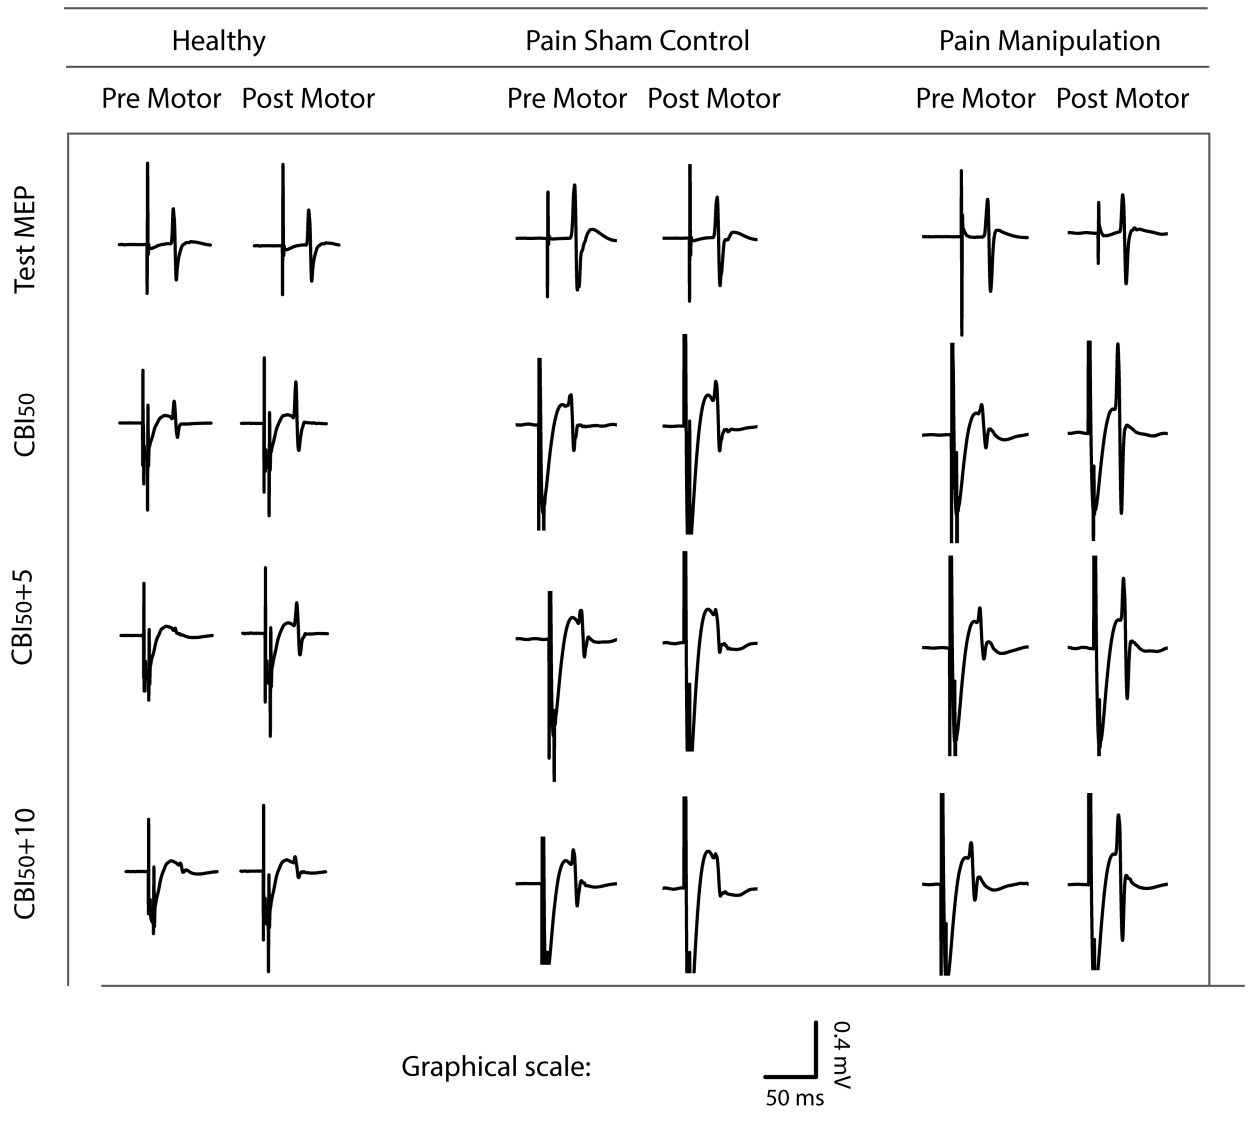 Healthy Pain Sham Control Pain Manipulation
Pre Motor Post Motor Pre Motor Post Motor Pre Motor Post Motor
Test MEP
CBI50
CBI50+5
CBI50+10
Graphical scale:
0.4 mV
50 ms